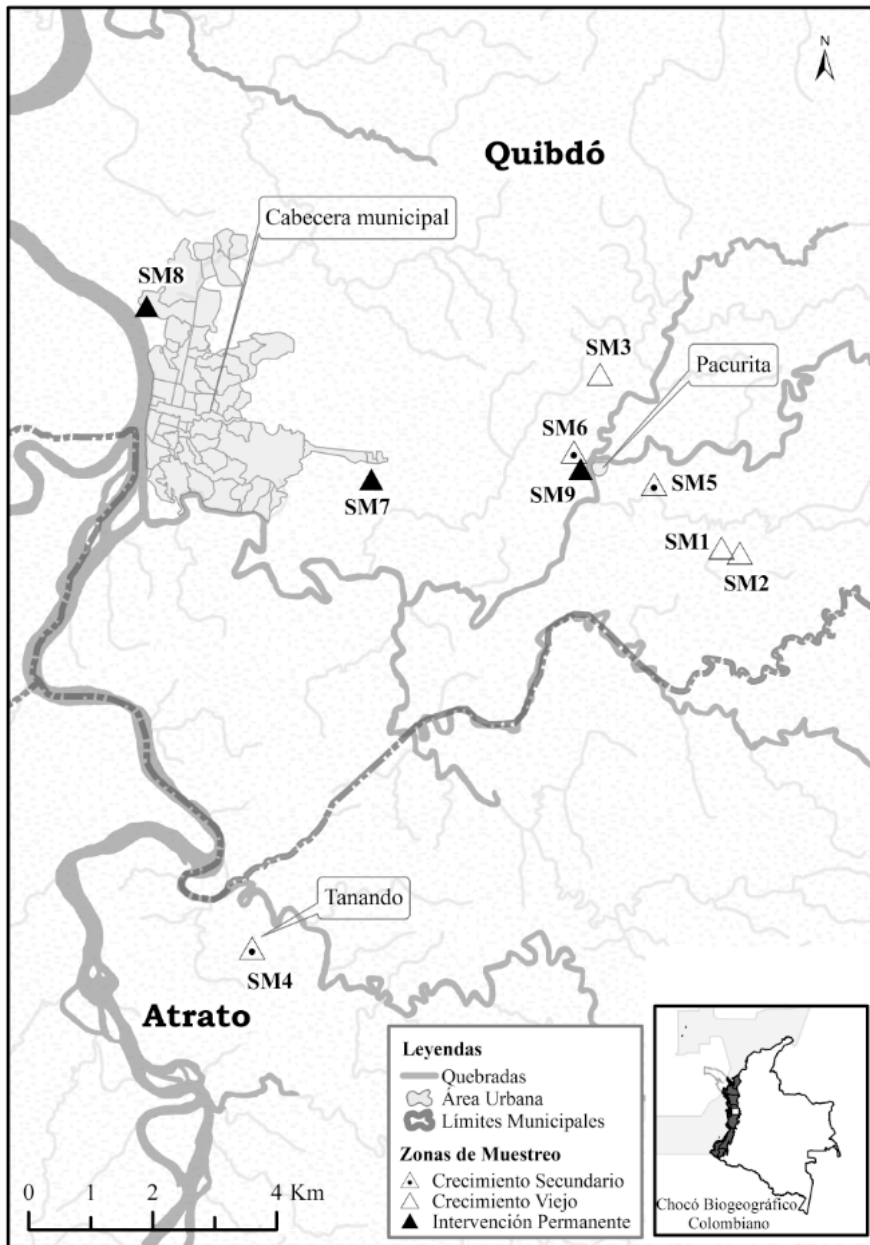 N
Quibdó
Cabecera municipal
SM8
SM3
Pacurita
SM6
SM9
SM5
SM7
SM1
SM2
Tanando
SM4
Atrato
Leyendas
Quebradas
Área Urbana
Límites Municipales
Zonas de Muestreo
Crecimiento Secundario
Crecimiento Viejo
Intervención Permanente
0 1 2 4 Km
Chocó Biogeográfico
Colombiano